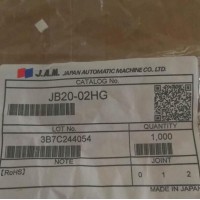 J.A.M. JAPAN AUTOMATIC MACHINE CO., LTD.
CATALOG No.
JB20-02HG
LOT No. QUANTITY
3B7C244054 1,000
NOTE JOINT
[RoHS] 0 1 2
MADE IN JAPAN